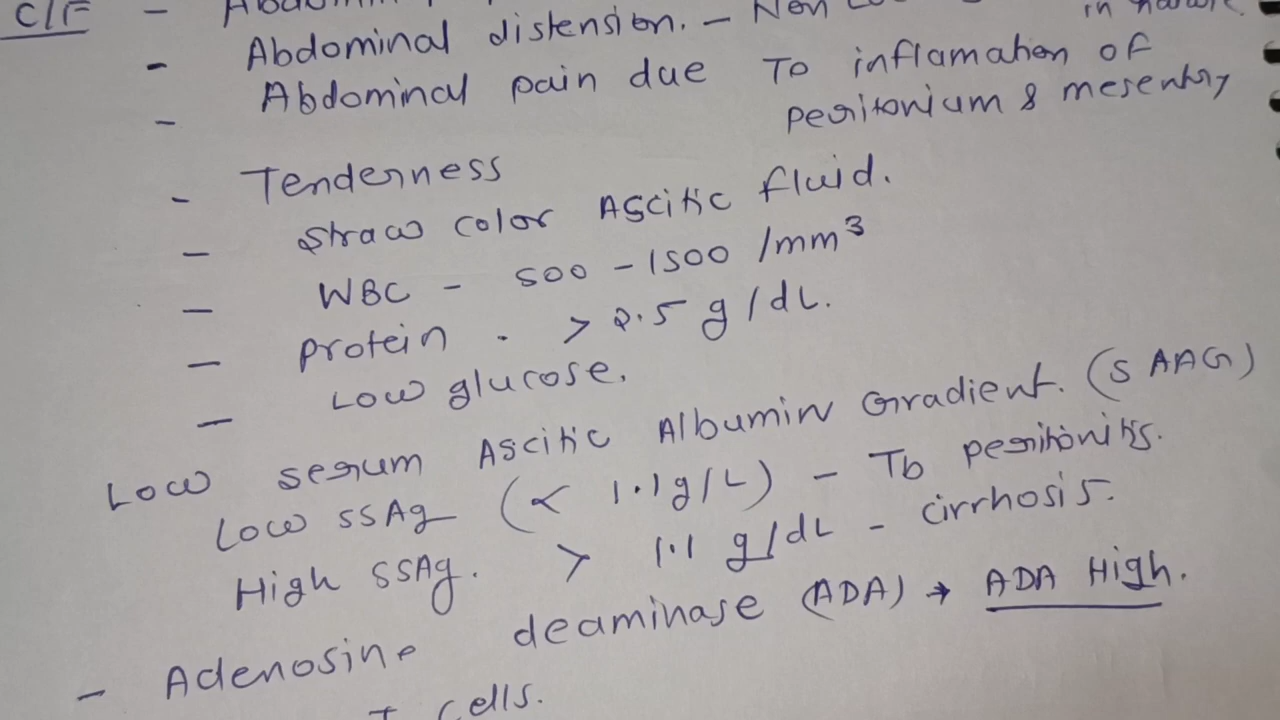 C/F -
- Abdominal distension. - Non
- Abdominal pain due To inflamation of
peritonium & mesentry
- Tenderness
- Straw color Ascitic fluid.
- WBC - 500 - 1500 /mm³
- protein . > 2.5 g/dL.
- Low glucose.
Low serum Ascitic Albumin Gradient. (SAAG)
Low SSAg (< 1.1g/L) - Tb peritonitis.
High SSAg. > 1.1 g/dL - cirrhosis.
- Adenosine deaminase (ADA) → ADA High.
T cells.